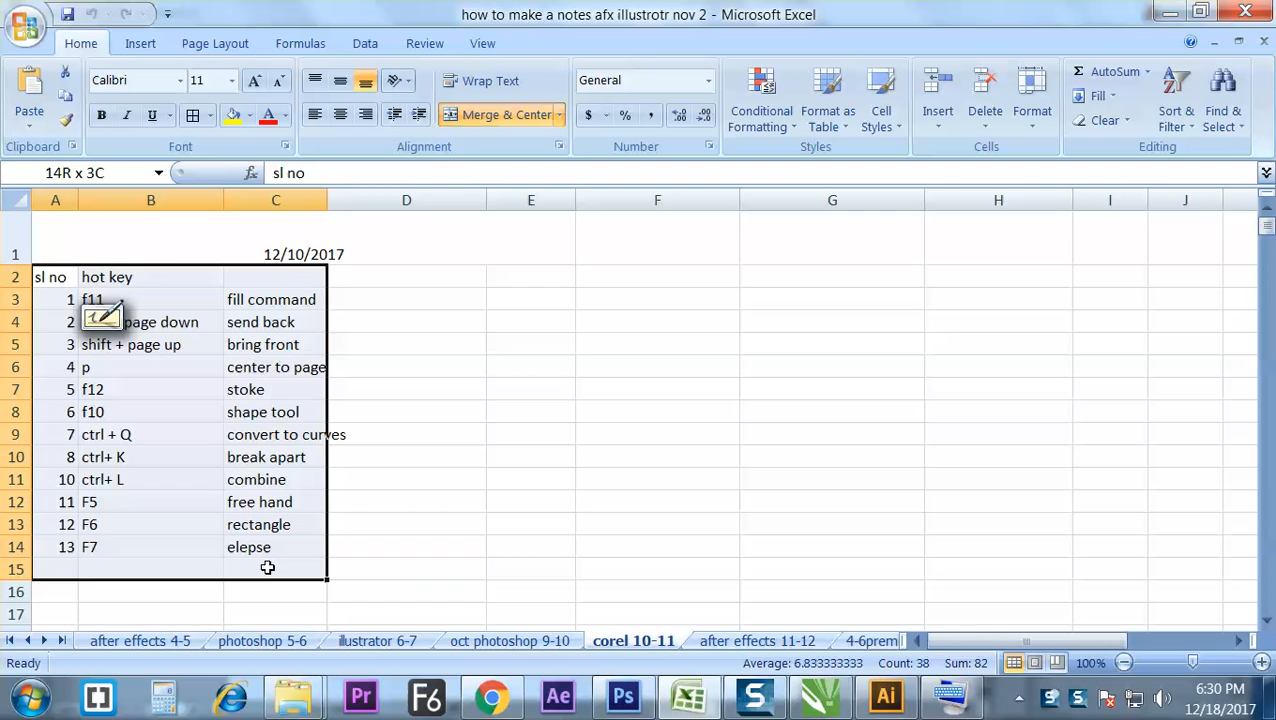 how to make a notes afx illustrotr nov 2 - Microsoft Excel
Home Insert Page Layout Formulas Data Review View
Calibri 11 Wrap Text General AutoSum
Paste Merge & Center Conditional Format as Cell Insert Delete Format Fill Sort & Find &
Formatting Table Styles Clear Filter Select
Clipboard Font Alignment Number Styles Cells Editing
14R x 3C fx sl no
A B C D E F G H I J
1 12/10/2017
2 sl no hot key
3 1 f11 fill command
4 2 page down send back
5 3 shift + page up bring front
6 4 p center to page
7 5 f12 stoke
8 6 f10 shape tool
9 7 ctrl + Q convert to curves
10 8 ctrl+ K break apart
11 10 ctrl+ L combine
12 11 F5 free hand
13 12 F6 rectangle
14 13 F7 elepse
15
16
17
after effects 4-5 photoshop 5-6 illustrator 6-7 oct photoshop 9-10 corel 10-11 after effects 11-12 4-6prem
Ready Average: 6.833333333 Count: 38 Sum: 82 100%
Pr F6 Ae Ps S Ai 6:30 PM
12/18/2017